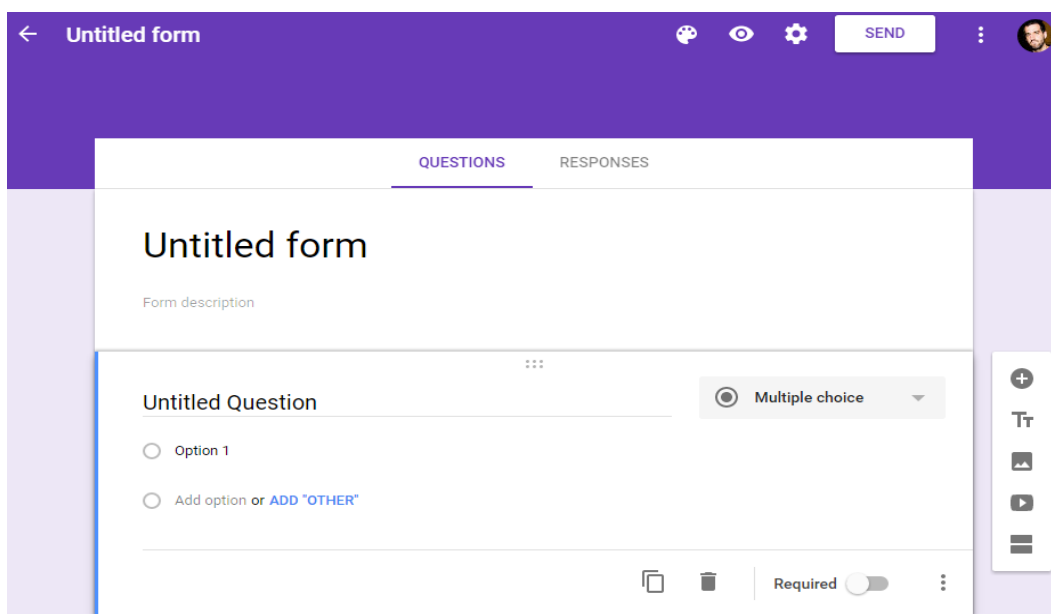 Untitled form
SEND
QUESTIONS RESPONSES
Untitled form
Form description
Untitled Question
Multiple choice
Option 1
Add option or ADD "OTHER"
Required